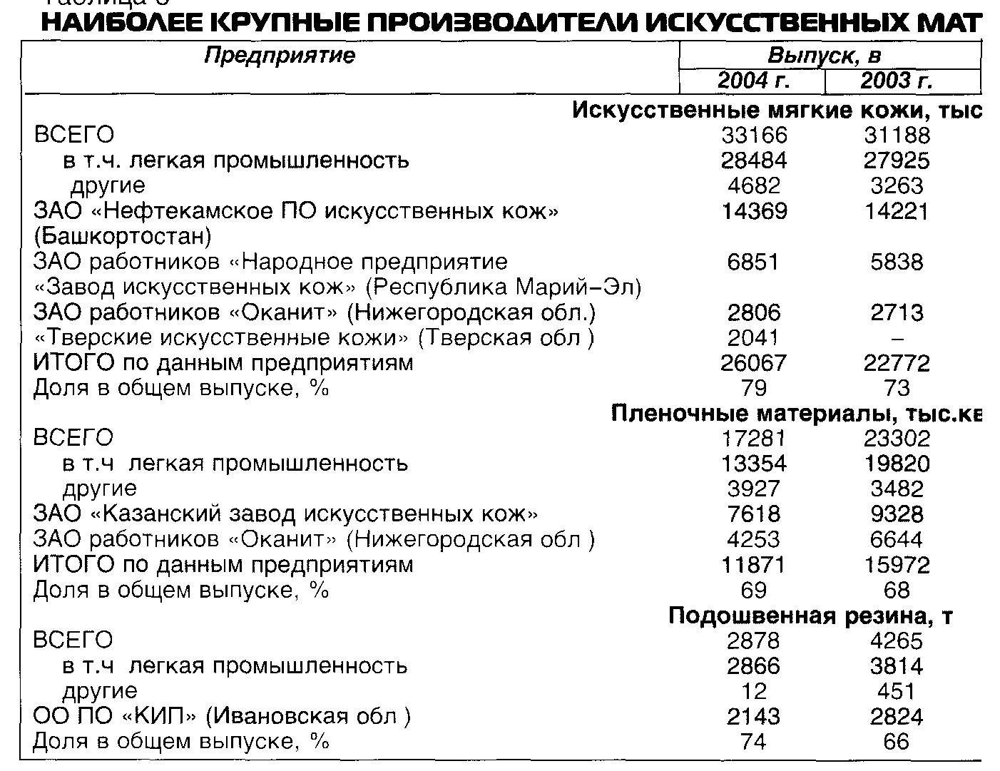 НАИБОЛЕЕ КРУПНЫЕ ПРОИЗВОДИТЕЛИ ИСКУССТВЕННЫХ МАТ
Предприятие Выпуск, в
2004 г. 2003 г.
Искусственные мягкие кожи, тыс
ВСЕГО 33166 31188
в т.ч. легкая промышленность 28484 27925
другие 4682 3263
ЗАО «Нефтекамское ПО искусственных кож» 14369 14221
(Башкортостан)
ЗАО работников «Народное предприятие 6851 5838
«Завод искусственных кож» (Республика Марий-Эл)
ЗАО работников «Оканит» (Нижегородская обл.) 2806 2713
«Тверские искусственные кожи» (Тверская обл ) 2041 –
ИТОГО по данным предприятиям 26067 22772
Доля в общем выпуске, % 79 73
Пленочные материалы, тыс.кв
ВСЕГО 17281 23302
в т.ч легкая промышленность 13354 19820
другие 3927 3482
ЗАО «Казанский завод искусственных кож» 7618 9328
ЗАО работников «Оканит» (Нижегородская обл ) 4253 6644
ИТОГО по данным предприятиям 11871 15972
Доля в общем выпуске, % 69 68
Подошвенная резина, т
ВСЕГО 2878 4265
в т.ч легкая промышленность 2866 3814
другие 12 451
ОО ПО «КИП» (Ивановская обл ) 2143 2824
Доля в общем выпуске, % 74 66